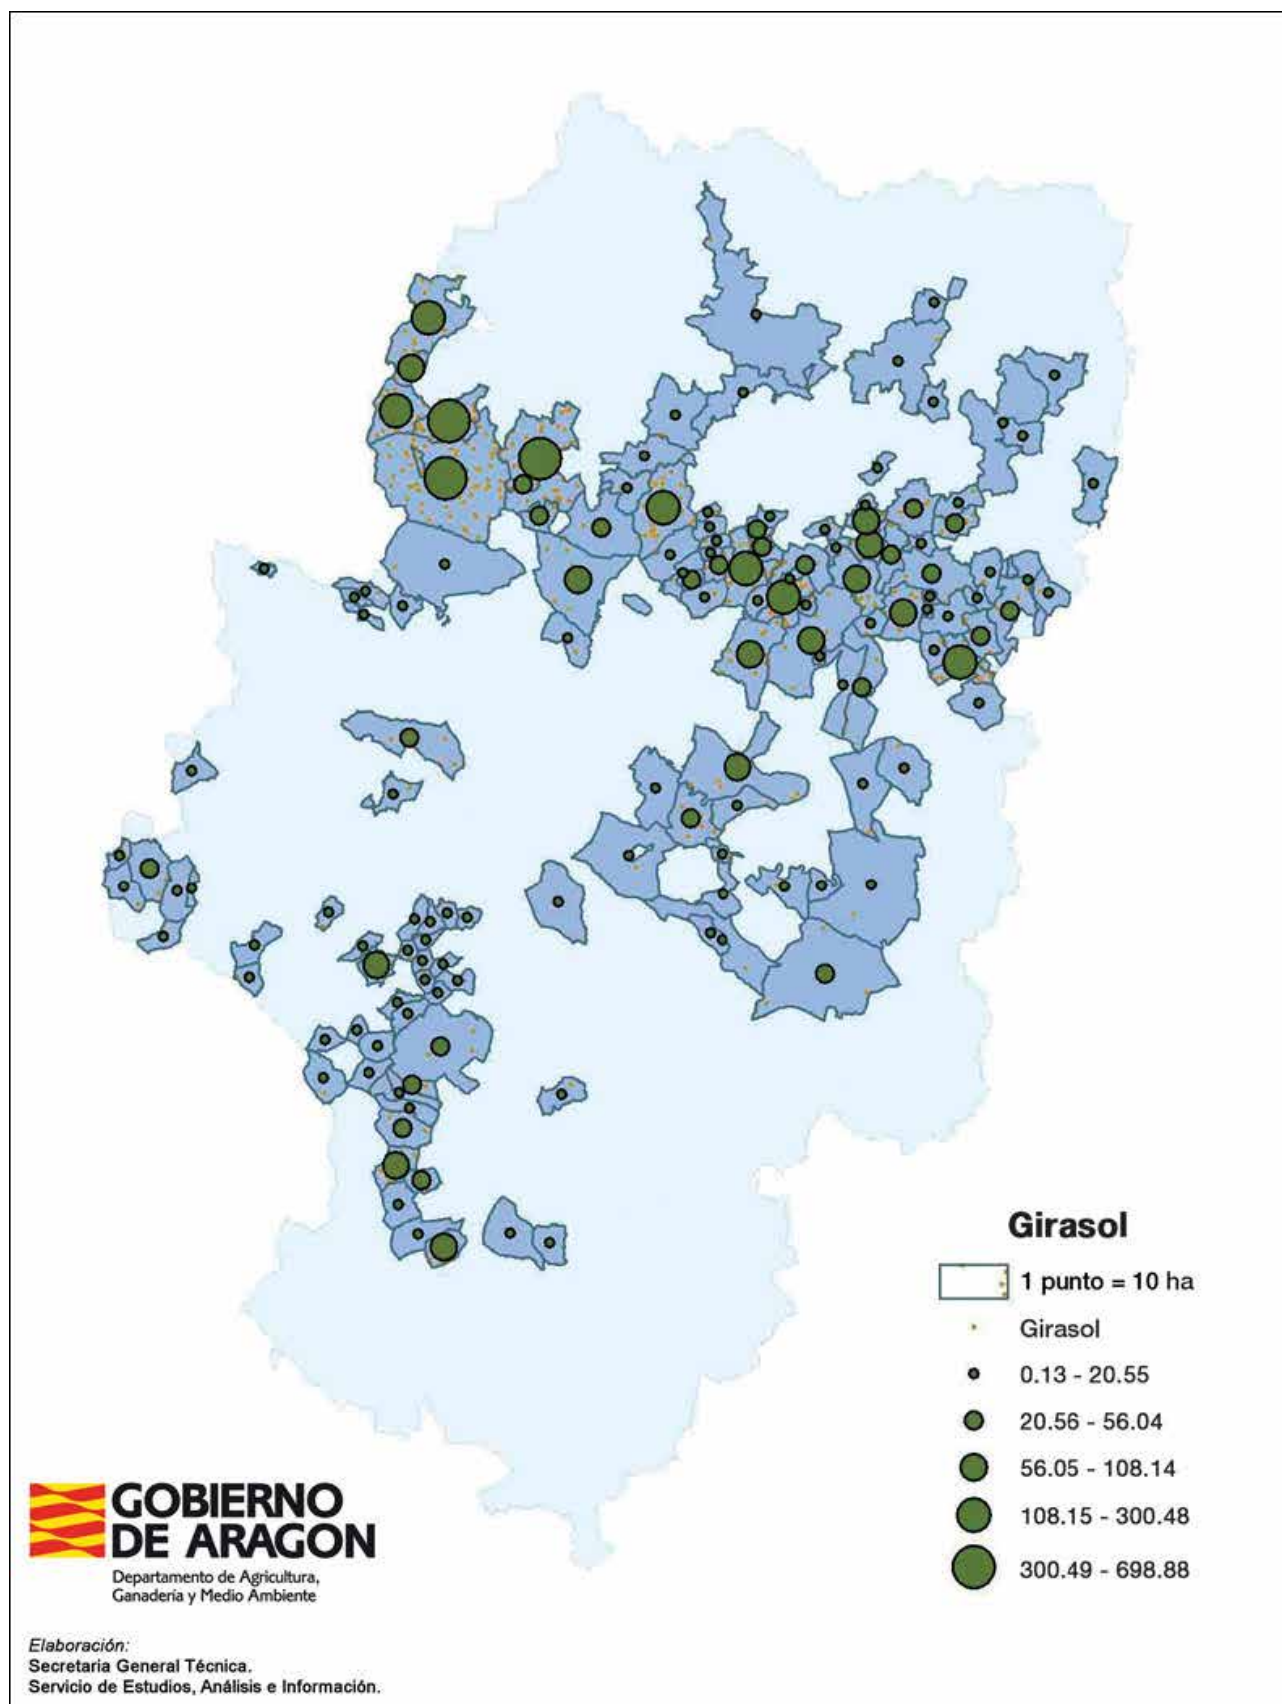 Girasol
1 punto = 10 ha
Girasol
0.13 - 20.55
20.56 - 56.04
56.05 - 108.14
108.15 - 300.48
300.49 - 698.88
GOBIERNO
DE ARAGON
Departamento de Agricultura,
Ganadería y Medio Ambiente
Elaboración:
Secretaria General Técnica.
Servicio de Estudios, Análisis e Información.